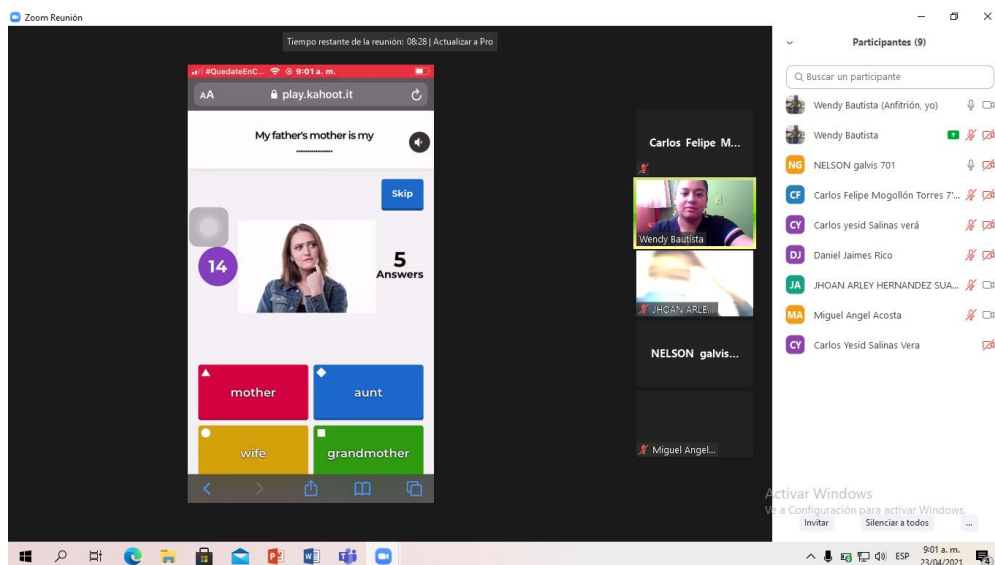 Zoom Reunión
Tiempo restante de la reunión: 08:28 | Actualizar a Pro
#QuedateEnC... 9:01 a. m.
AA play.kahoot.it
My father's mother is my
----------------
Skip
14
5
Answers
mother
aunt
wife
grandmother
Carlos Felipe M...
Wendy Bautista
JHOAN ARLE...
NELSON galvis...
Miguel Angel...
Participantes (9)
Buscar un participante
Wendy Bautista (Anfitrión, yo)
Wendy Bautista
NG NELSON galvis 701
CF Carlos Felipe Mogollón Torres 7'...
CY Carlos yesid Salinas verá
DJ Daniel Jaimes Rico
JA JHOAN ARLEY HERNANDEZ SUA...
MA Miguel Angel Acosta
CY Carlos Yesid Salinas Vera
Activar Windows
Ve a Configuración para activar Windows.
Invitar Silenciar a todos ...
ESP
9:01 a. m.
23/04/2021